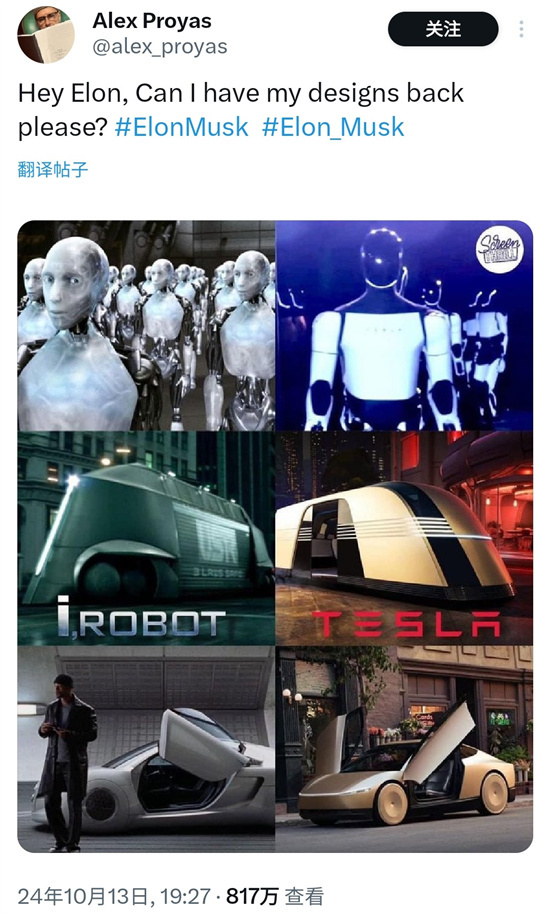 Alex Proyas
@alex_proyas
关注
Hey Elon, Can I have my designs back
please? #ElonMusk #Elon_Musk
翻译帖子
Screen
TESLA
USR
i,ROBOT
TESLA
24年10月13日, 19:27 · 817万 查看